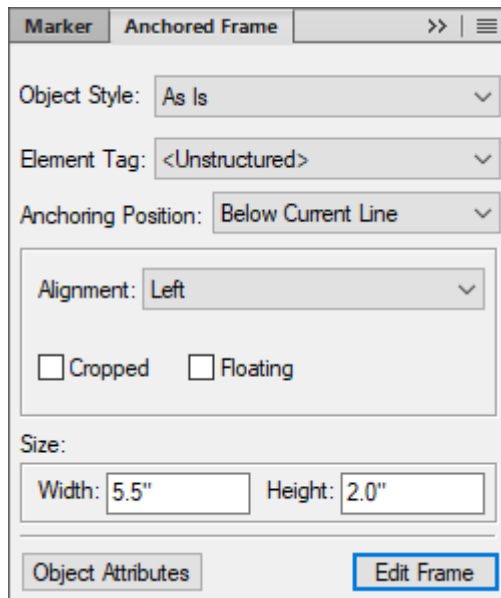 Marker Anchored Frame
Object Style: As Is
Element Tag: <Unstructured>
Anchoring Position: Below Current Line
Alignment: Left
Cropped Floating
Size:
Width: 5.5" Height: 2.0"
Object Attributes Edit Frame